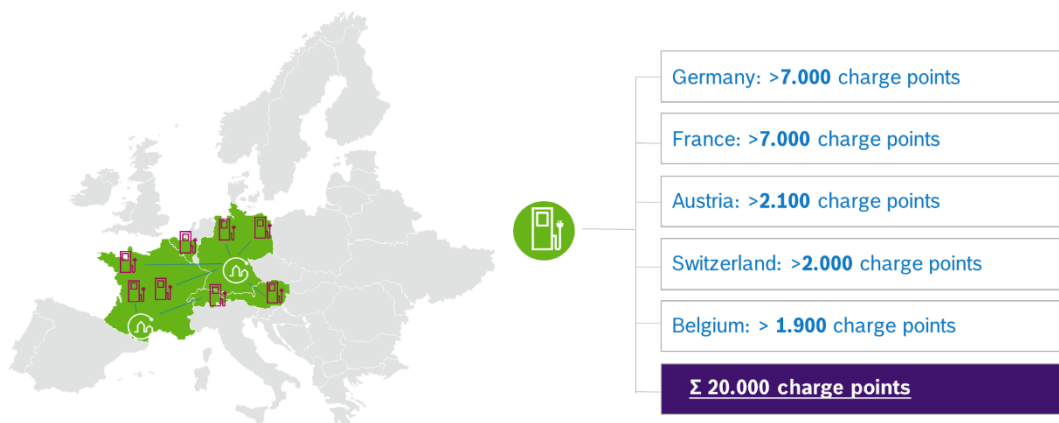 Germany: >7.000 charge points
France: >7.000 charge points
Austria: >2.100 charge points
Switzerland: >2.000 charge points
Belgium: > 1.900 charge points
Σ 20.000 charge points